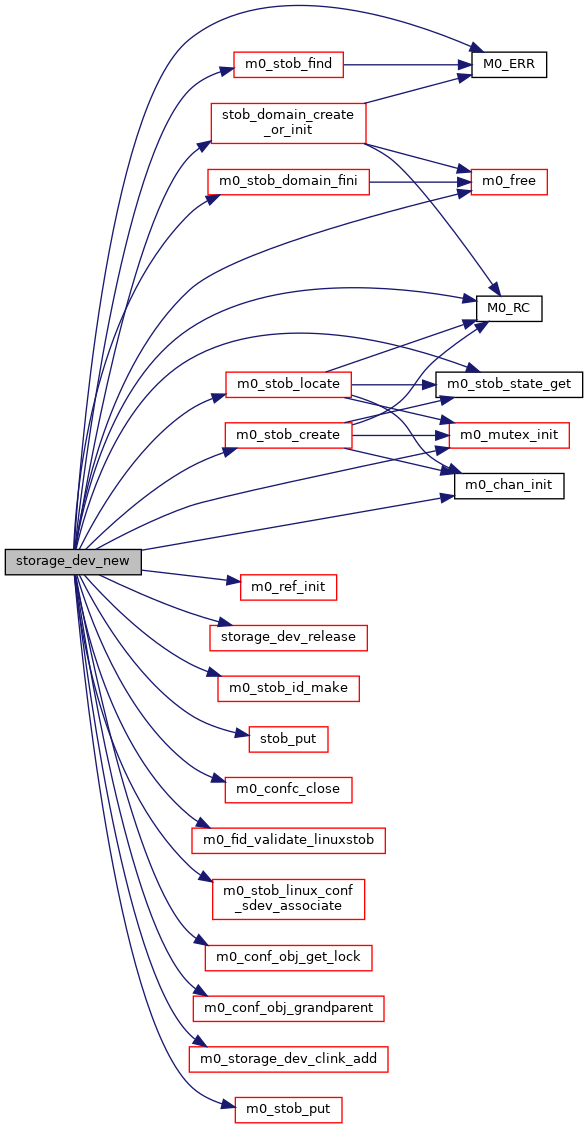 M0_ERR
m0_stob_find
stob_domain_create
_or_init
m0_stob_domain_fini
m0_free
M0_RC
m0_stob_locate
m0_stob_state_get
m0_stob_create
m0_mutex_init
m0_chan_init
storage_dev_new
m0_ref_init
storage_dev_release
m0_stob_id_make
stob_put
m0_confc_close
m0_fid_validate_linuxstob
m0_stob_linux_conf
_sdev_associate
m0_conf_obj_get_lock
m0_conf_obj_grandparent
m0_storage_dev_clink_add
m0_stob_put